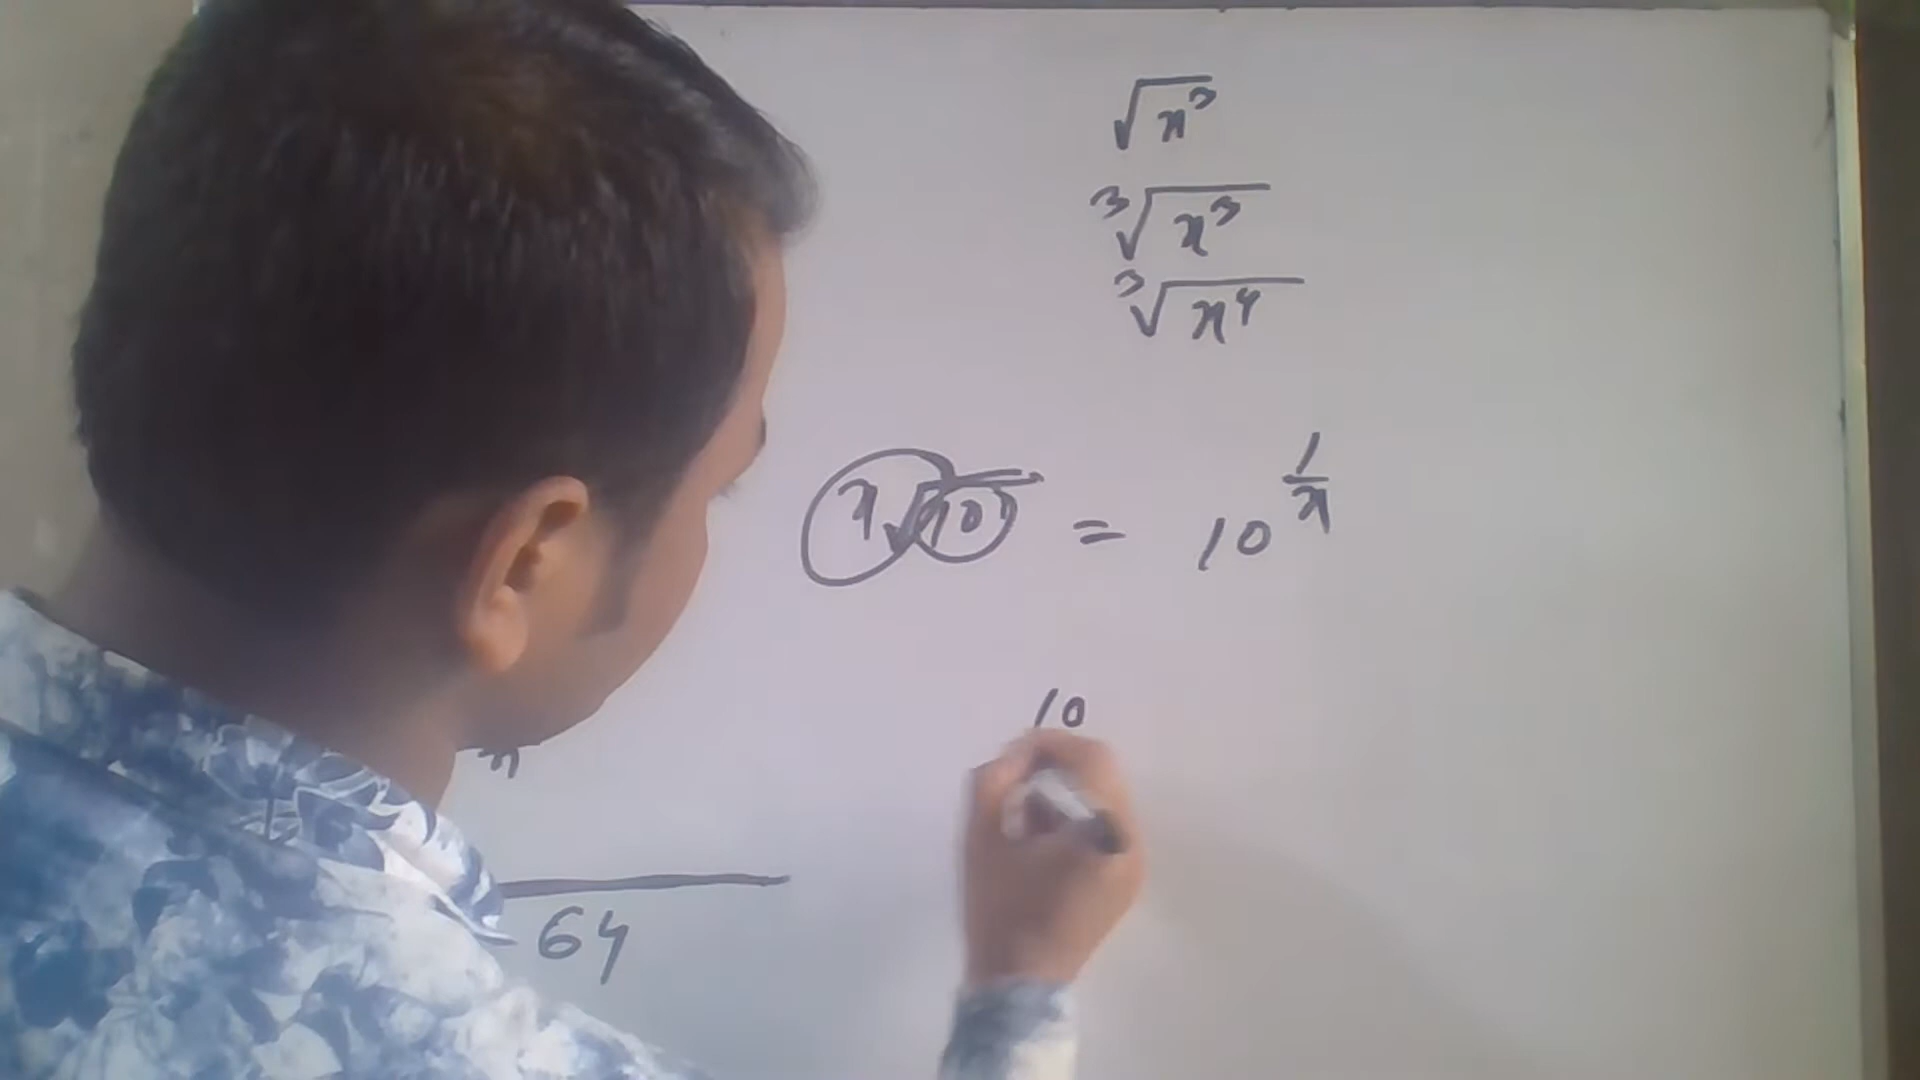 √x³
³√x³
³√x⁴
ˣ√10 = 10^(1/x)
10
x
64